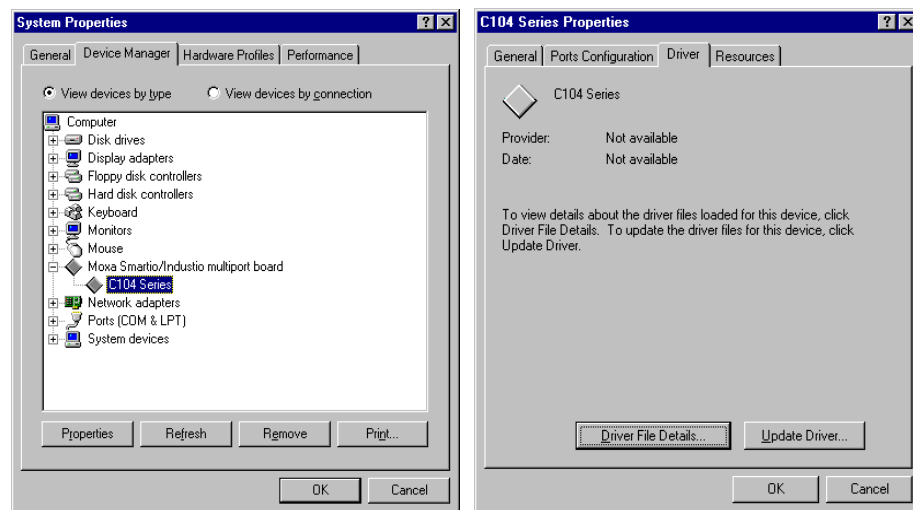 System Properties
General Device Manager Hardware Profiles Performance
View devices by type View devices by connection
Computer
Disk drives
Display adapters
Floppy disk controllers
Hard disk controllers
Keyboard
Monitors
Mouse
Moxa Smartio/Industio multiport board
C104 Series
Network adapters
Ports (COM & LPT)
System devices
Properties Refresh Remove Print...
OK Cancel
C104 Series Properties
General Ports Configuration Driver Resources
C104 Series
Provider: Not available
Date: Not available
To view details about the driver files loaded for this device, click
Driver File Details. To update the driver files for this device, click
Update Driver.
Driver File Details... Update Driver...
OK Cancel